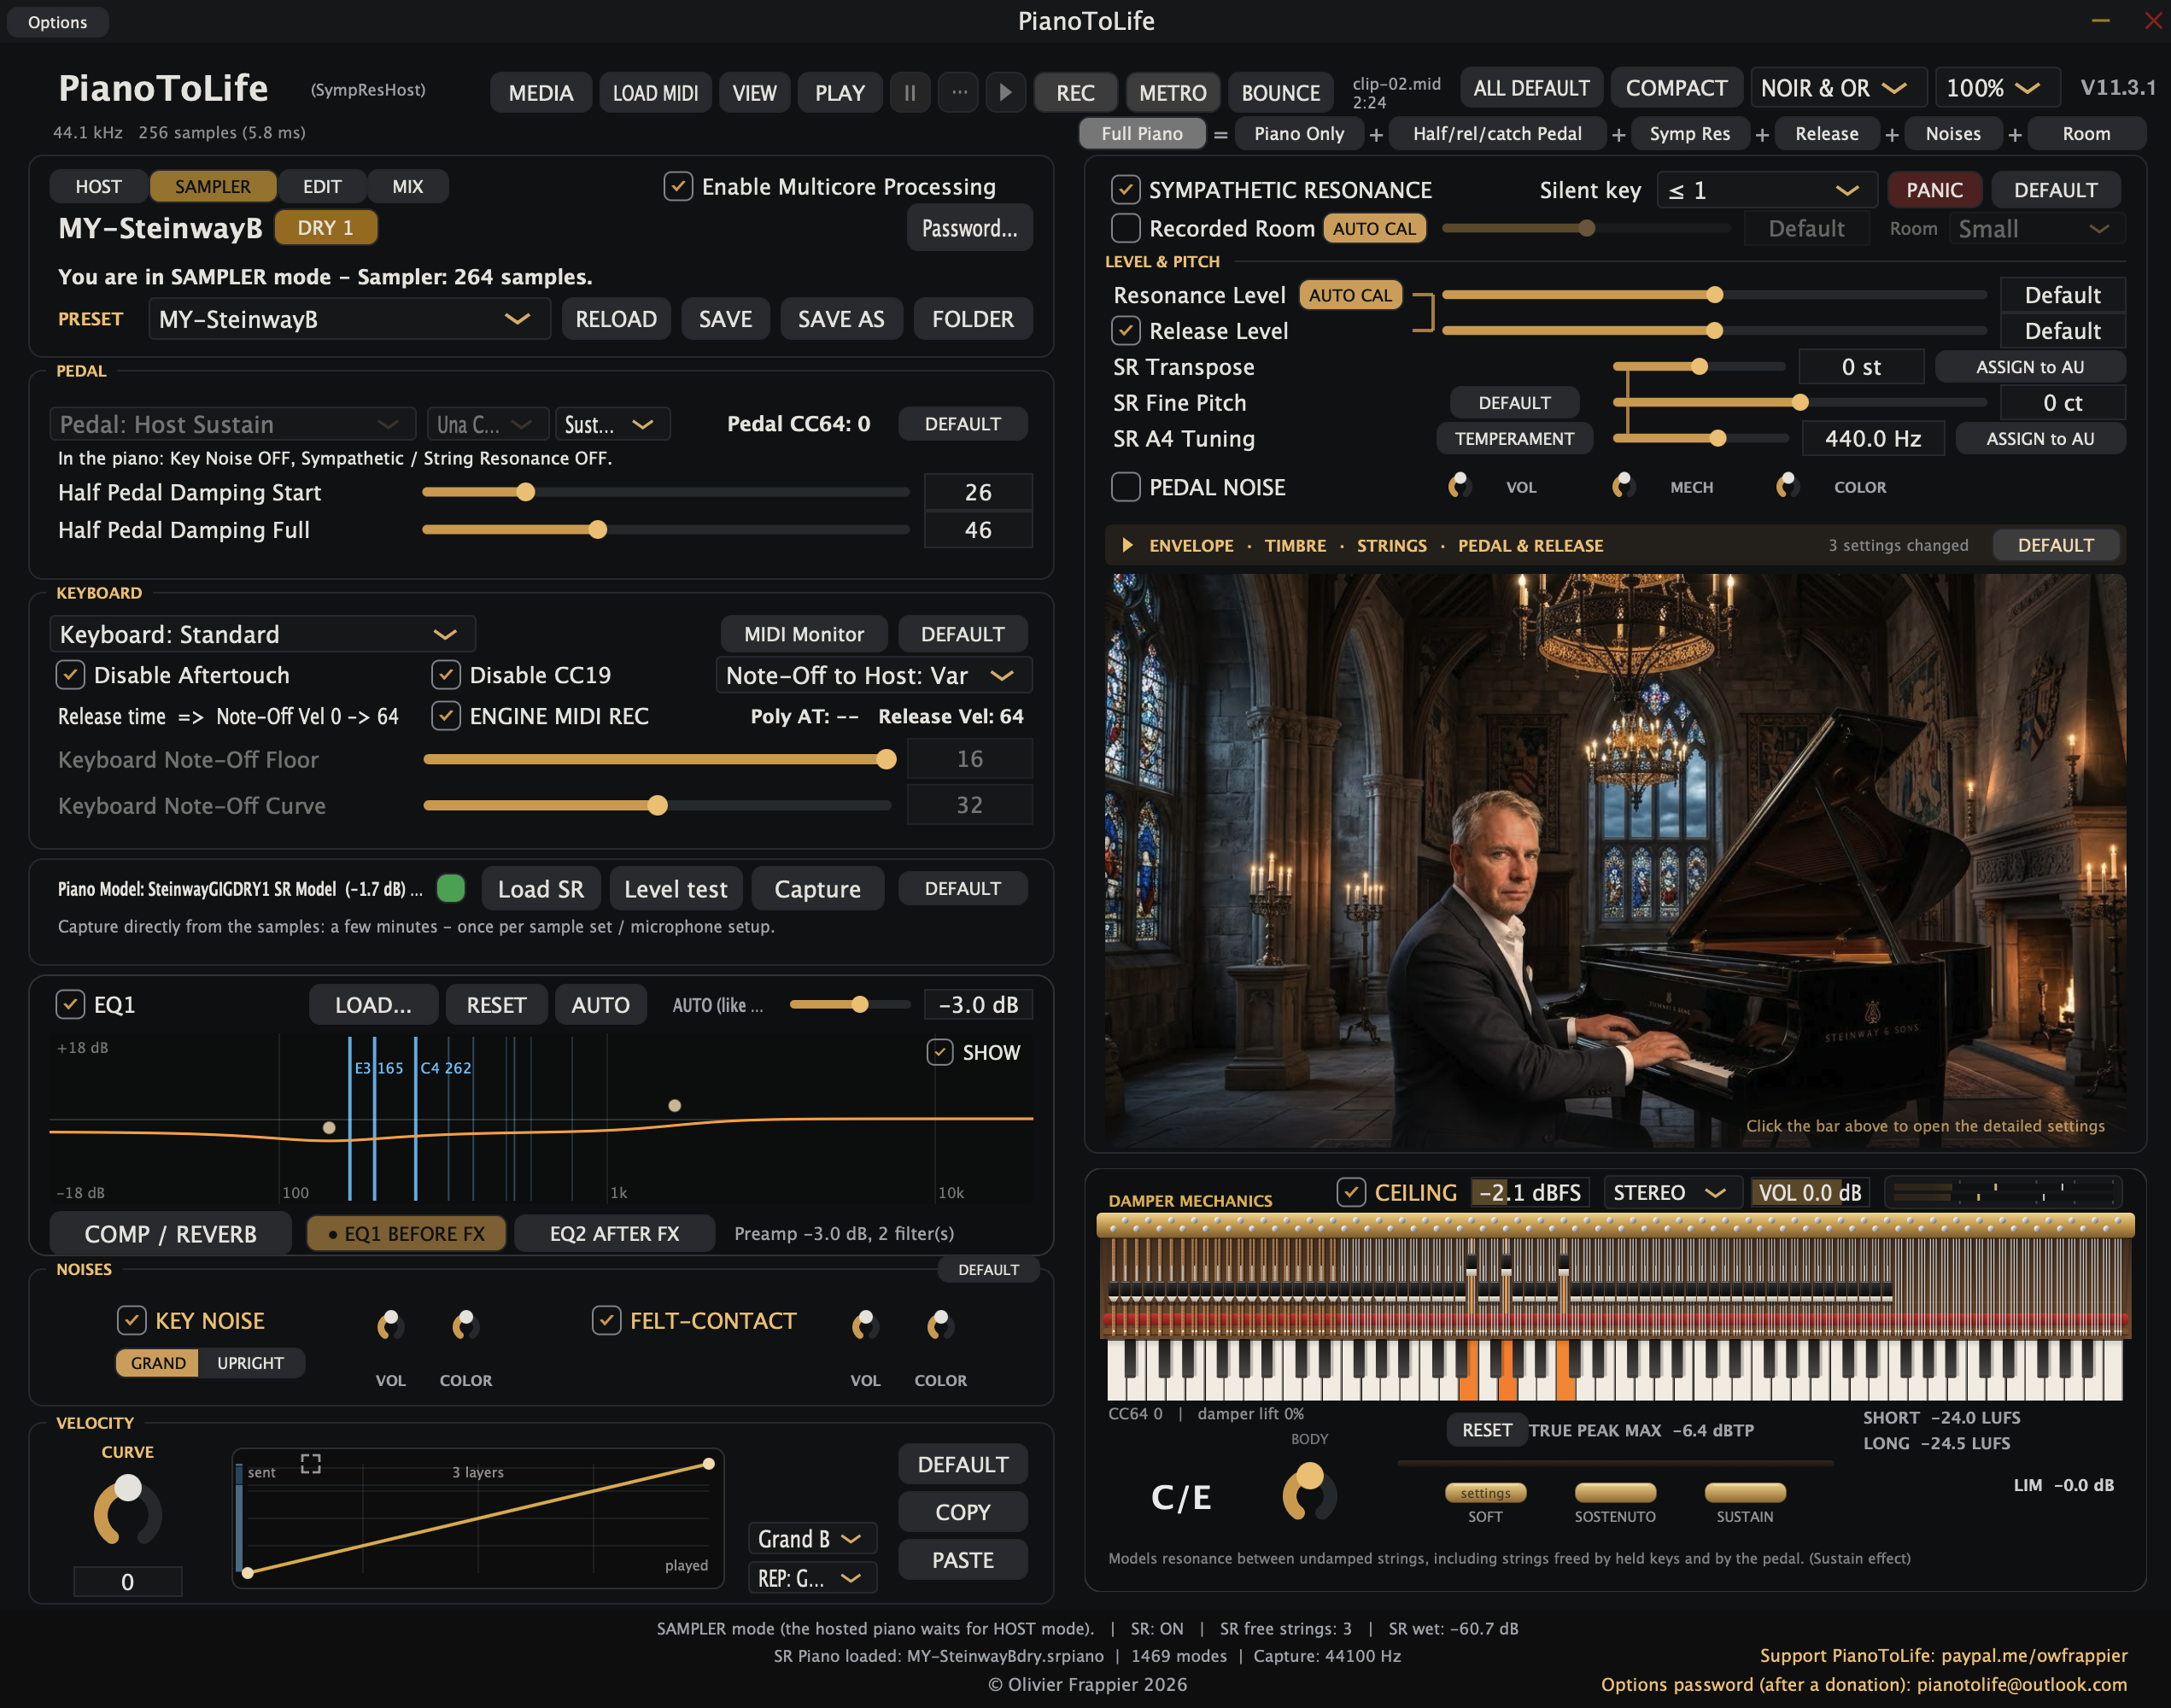 Options
PianoToLife
PianoToLife (SympResHost)
MEDIA LOAD MIDI VIEW PLAY ... REC METRO BOUNCE
clip-02.mid
2:24
ALL DEFAULT COMPACT NOIR & OR 100% V11.3.1
44.1 kHz 256 samples (5.8 ms)
Full Piano = Piano Only + Half/rel/catch Pedal + Symp Res + Release + Noises + Room
HOST SAMPLER EDIT MIX
Enable Multicore Processing
MY-SteinwayB DRY 1
Password...
You are in SAMPLER mode – Sampler: 264 samples.
PRESET MY-SteinwayB RELOAD SAVE SAVE AS FOLDER
PEDAL
Pedal: Host Sustain Una C... Sust... Pedal CC64: 0 DEFAULT
In the piano: Key Noise OFF, Sympathetic / String Resonance OFF.
Half Pedal Damping Start 26
Half Pedal Damping Full 46
KEYBOARD
Keyboard: Standard MIDI Monitor DEFAULT
Disable Aftertouch Disable CC19 Note-Off to Host: Var
Release time => Note-Off Vel 0 -> 64 ENGINE MIDI REC Poly AT: -- Release Vel: 64
Keyboard Note-Off Floor 16
Keyboard Note-Off Curve 32
Piano Model: SteinwayGIGDRY1 SR Model (-1.7 dB) ... Load SR Level test Capture DEFAULT
Capture directly from the samples: a few minutes – once per sample set / microphone setup.
EQ1 LOAD... RESET AUTO AUTO (like ... -3.0 dB
+18 dB
SHOW
E3 165 C4 262
-18 dB 100 1k 10k
COMP / REVERB • EQ1 BEFORE FX EQ2 AFTER FX Preamp -3.0 dB, 2 filter(s)
NOISES
DEFAULT
KEY NOISE
FELT-CONTACT
GRAND UPRIGHT
VOL COLOR
VOL COLOR
VELOCITY
CURVE
0
sent 3 layers
played
Grand B
REP: G...
DEFAULT
COPY
PASTE
SYMPATHETIC RESONANCE Silent key ≤ 1 PANIC DEFAULT
Recorded Room AUTO CAL Default Room Small
LEVEL & PITCH
Resonance Level AUTO CAL Default
Release Level Default
SR Transpose 0 st ASSIGN to AU
SR Fine Pitch DEFAULT 0 ct
SR A4 Tuning TEMPERAMENT 440.0 Hz ASSIGN to AU
PEDAL NOISE VOL MECH COLOR
ENVELOPE · TIMBRE · STRINGS · PEDAL & RELEASE 3 settings changed DEFAULT
STEINWAY & SONS
Click the bar above to open the detailed settings
DAMPER MECHANICS CEILING -2.1 dBFS STEREO VOL 0.0 dB
CC64 0 | damper lift 0%
BODY
RESET TRUE PEAK MAX -6.4 dBTP
SHORT -24.0 LUFS
LONG -24.5 LUFS
C/E
settings
SOFT SOSTENUTO SUSTAIN
LIM -0.0 dB
Models resonance between undamped strings, including strings freed by held keys and by the pedal. (Sustain effect)
SAMPLER mode (the hosted piano waits for HOST mode). | SR: ON | SR free strings: 3 | SR wet: -60.7 dB
SR Piano loaded: MY-SteinwayBdry.srpiano | 1469 modes | Capture: 44100 Hz
© Olivier Frappier 2026
Support PianoToLife: paypal.me/owfrappier
Options password (after a donation): pianotolife@outlook.com